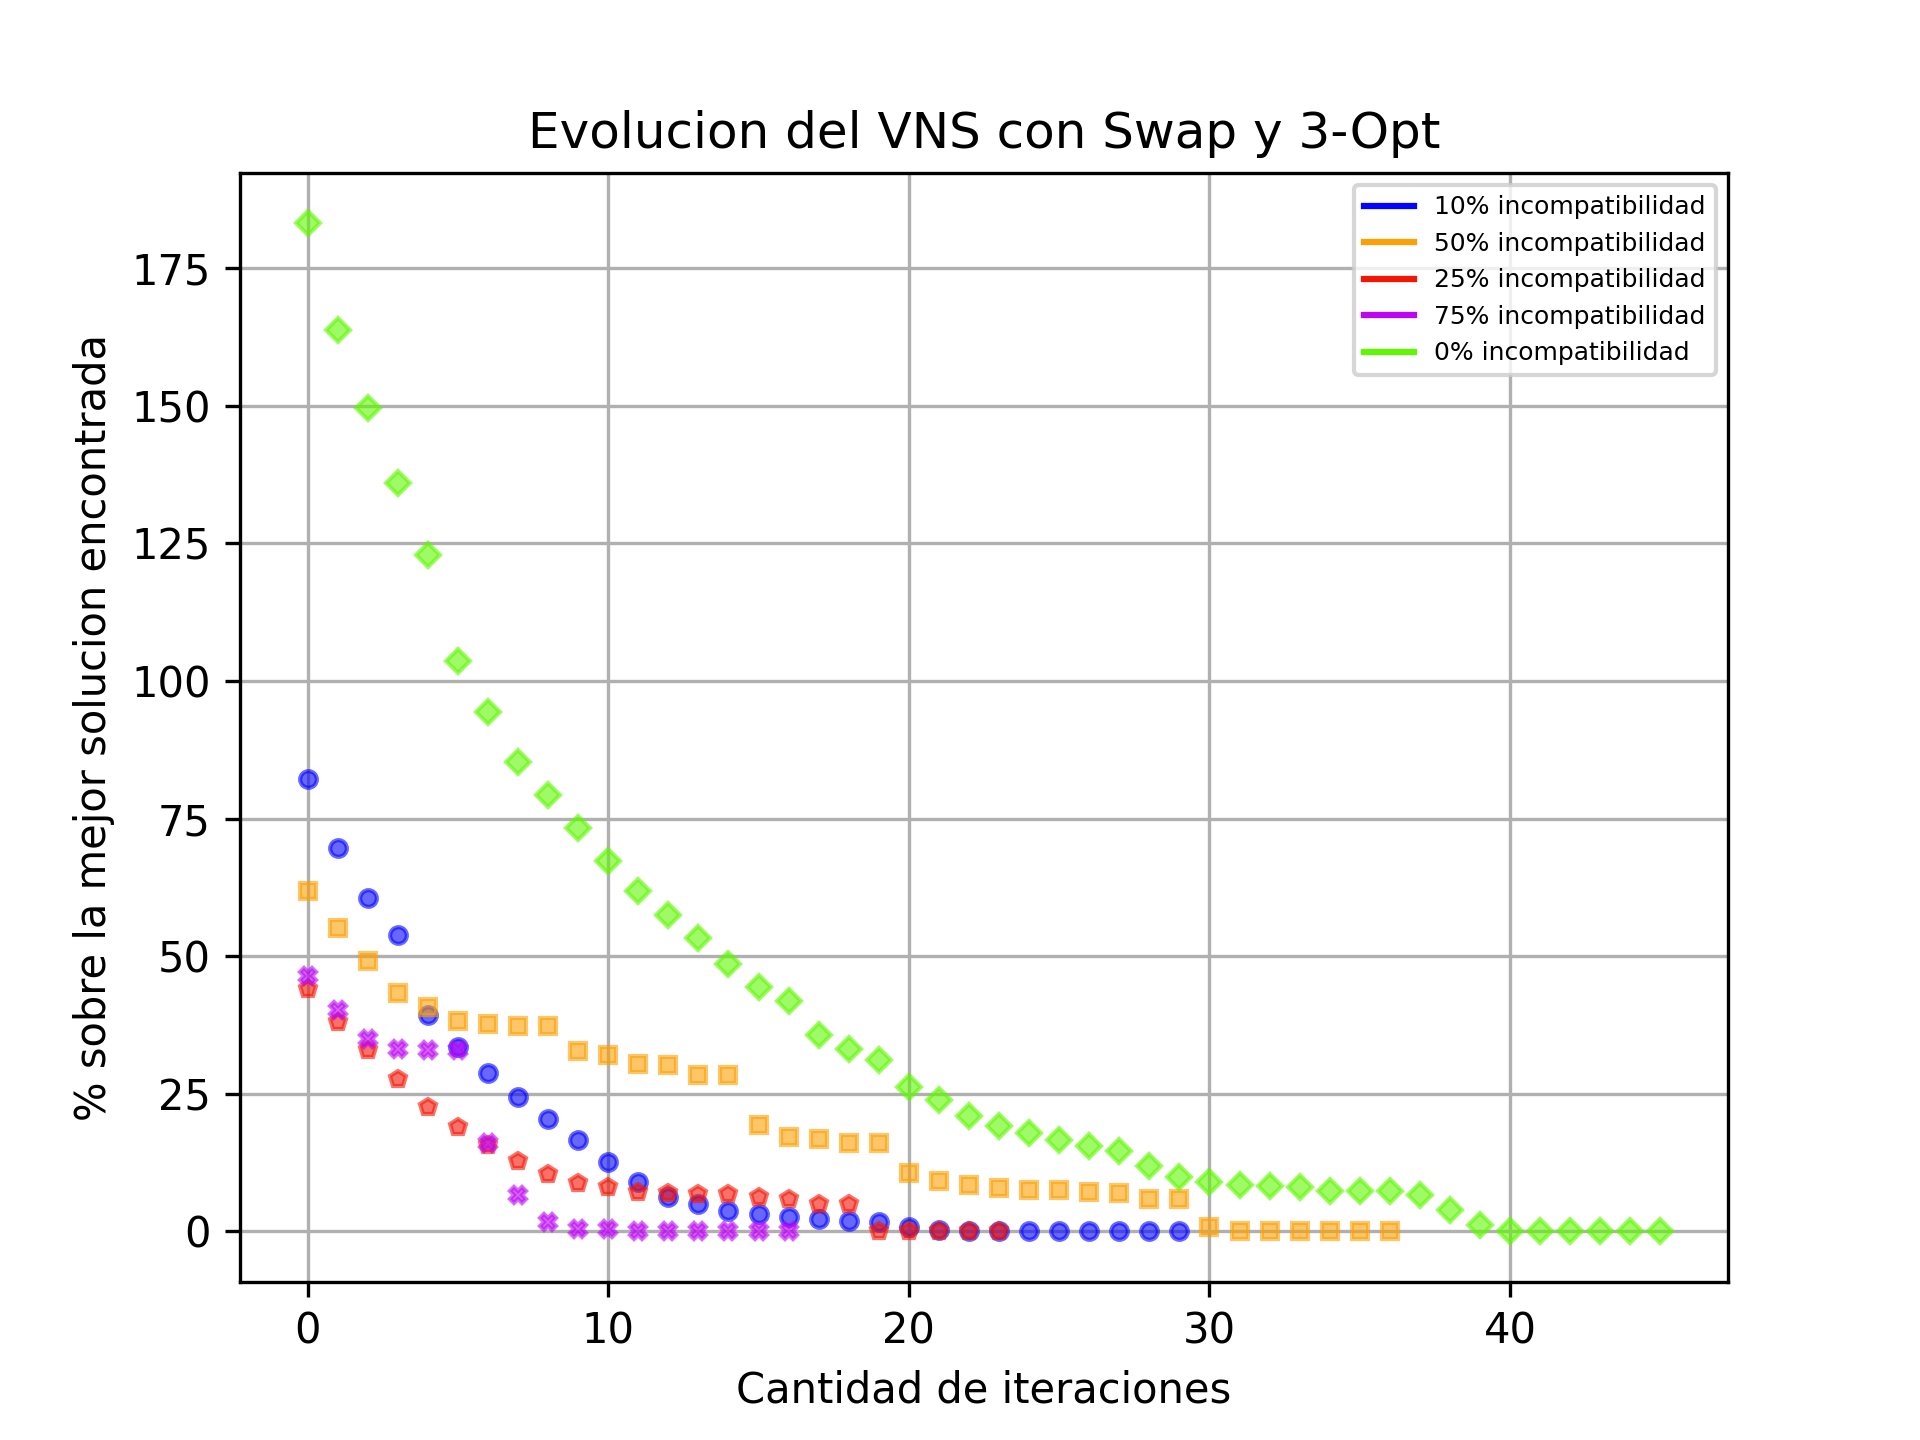 Evolucion del VNS con Swap y 3-Opt
10% incompatibilidad
50% incompatibilidad
25% incompatibilidad
75% incompatibilidad
0% incompatibilidad
% sobre la mejor solucion encontrada
175
150
125
100
75
50
25
0
0 10 20 30 40
Cantidad de iteraciones